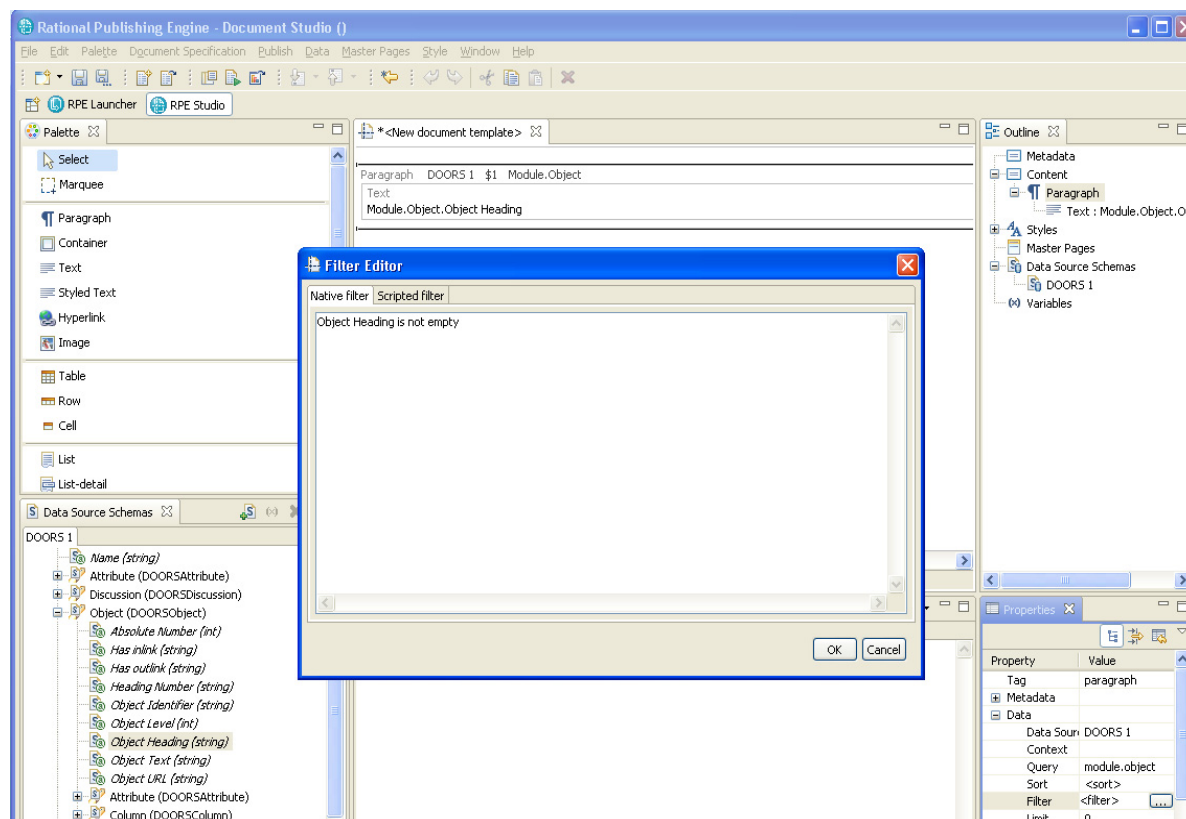 Rational Publishing Engine - Document Studio ()
File Edit Palette Document Specification Publish Data Master Pages Style Window Help
RPE Launcher RPE Studio
Palette
Select
Marquee
Paragraph
Container
Text
Styled Text
Hyperlink
Image
Table
Row
Cell
List
List-detail
*<New document template>
Paragraph DOORS 1 $1 Module.Object
Text
Module.Object.Object Heading
Outline
Metadata
Content
Paragraph
Text : Module.Object.O
Styles
Master Pages
Data Source Schemas
DOORS 1
Variables
Filter Editor
Native filter Scripted filter
Object Heading is not empty
OK Cancel
Data Source Schemas
DOORS 1
Name (string)
Attribute (DOORSAttribute)
Discussion (DOORSDiscussion)
Object (DOORSObject)
Absolute Number (int)
Has inlink (string)
Has outlink (string)
Heading Number (string)
Object Identifier (string)
Object Level (int)
Object Heading (string)
Object Text (string)
Object URL (string)
Attribute (DOORSAttribute)
Column (DOORSColumn)
Properties
Property Value
Tag paragraph
Metadata
Data
Data Sour DOORS 1
Context
Query module.object
Sort <sort>
Filter <filter> ...
Limit 0